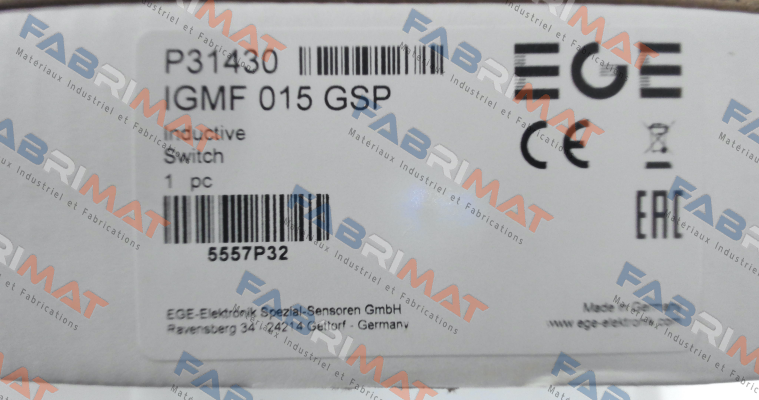 P31430
EGE
IGMF 015 GSP
Inductive
Switch
1 pc
CE
EAC
5557P32
EGE-Elektronik Spezial-Sensoren GmbH
Ravensberg 34 24214 Gettorf - Germany
Made in Germany
www.ege-elektronik.com
FABRIMAT
Matériaux Industriel et Fabrications